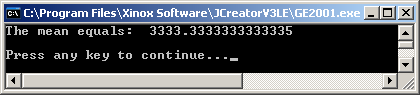 C:\Program Files\Xinox Software\JCreatorV3LE\GE2001.exe
The mean equals:  3333.3333333333335
Press any key to continue..._